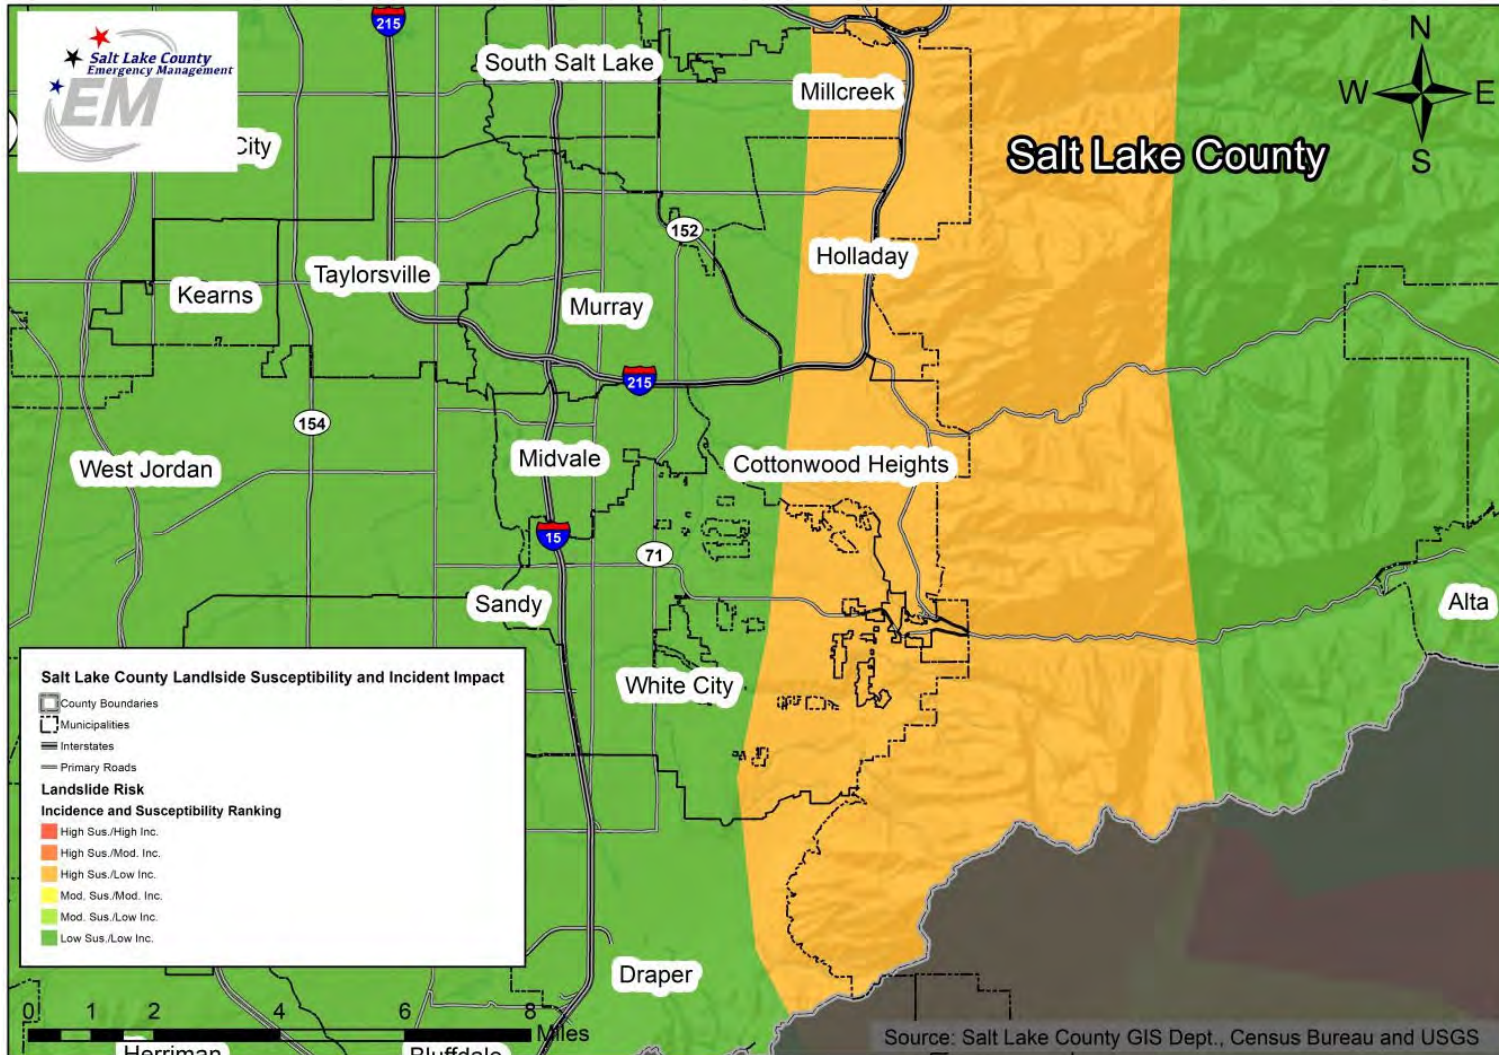 215
Salt Lake County
Emergency Management
EM
South Salt Lake
Millcreek
N
W E
S
City
Salt Lake County
152
Holladay
Taylorsville
Kearns
Murray
215
154
West Jordan
Midvale
Cottonwood Heights
15
71
Sandy
Alta
White City
Salt Lake County Landlside Susceptibility and Incident Impact
County Boundaries
Municipalities
Interstates
Primary Roads
Landslide Risk
Incidence and Susceptibility Ranking
High Sus./High Inc.
High Sus./Mod. Inc.
High Sus./Low Inc.
Mod. Sus./Mod. Inc.
Mod. Sus./Low Inc.
Low Sus./Low Inc.
Draper
0 1 2 4 6 8
Miles
Source: Salt Lake County GIS Dept., Census Bureau and USGS
Herriman
Bluffdale